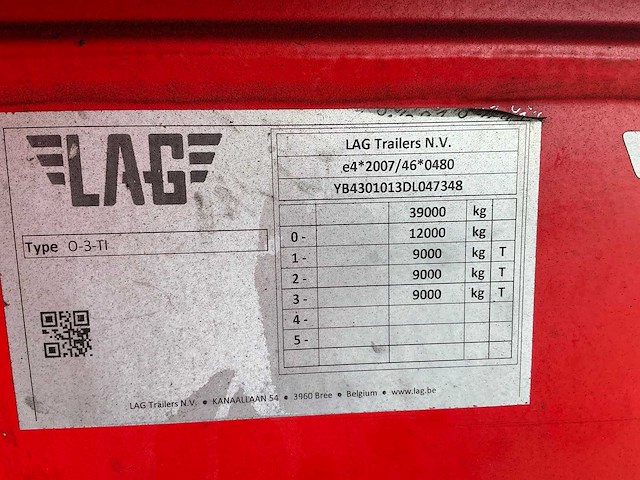 LAG
LAG Trailers N.V.
e4*2007/46*0480
YB4301013DL047348
Type O-3-TI
39000 kg
0 - 12000 kg
1 - 9000 kg T
2 - 9000 kg T
3 - 9000 kg T
4 -
5 -
LAG Trailers N.V. • KANAALLAAN 54 • 3960 Bree • Belgium • www.lag.be